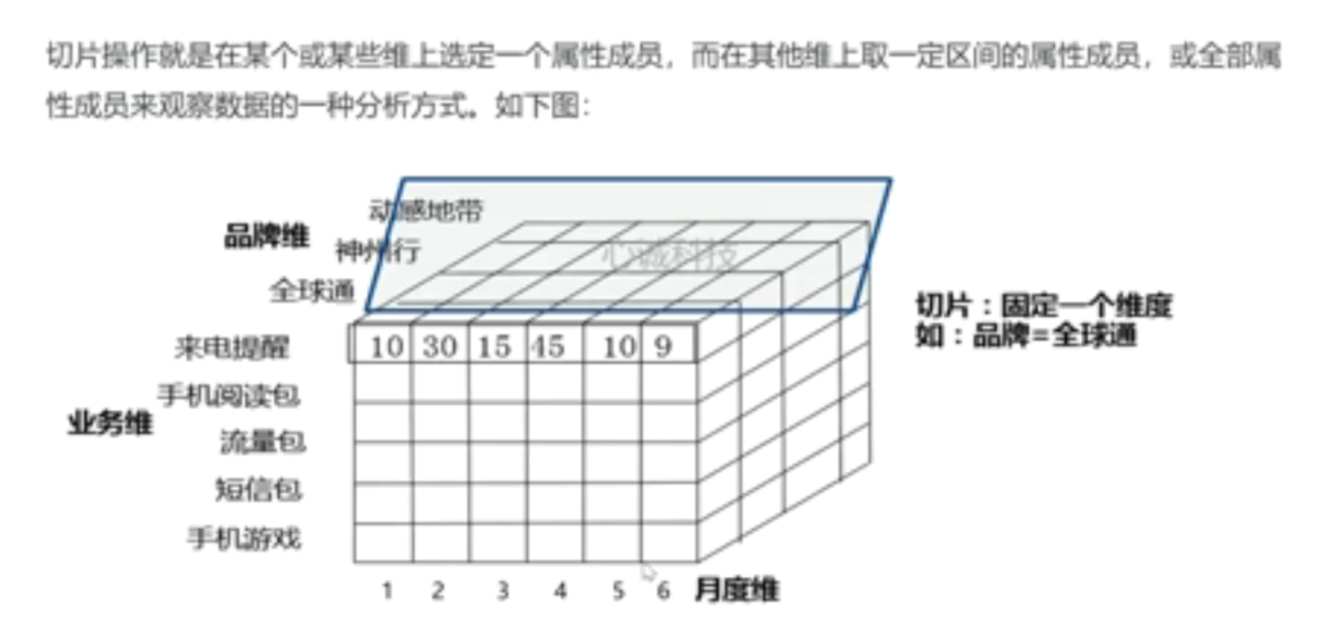 切片操作就是在某个或某些维上选定一个属性成员，而在其他维上取一定区间的属性成员，或全部属
性成员来观察数据的一种分析方式。如下图：
动感地带
品牌维
神州行
心诚科技
全球通
切片：固定一个维度
如：品牌=全球通
来电提醒 10 30 15 45 10 9
手机阅读包
业务维
流量包
短信包
手机游戏
1 2 3 4 5 6 月度维